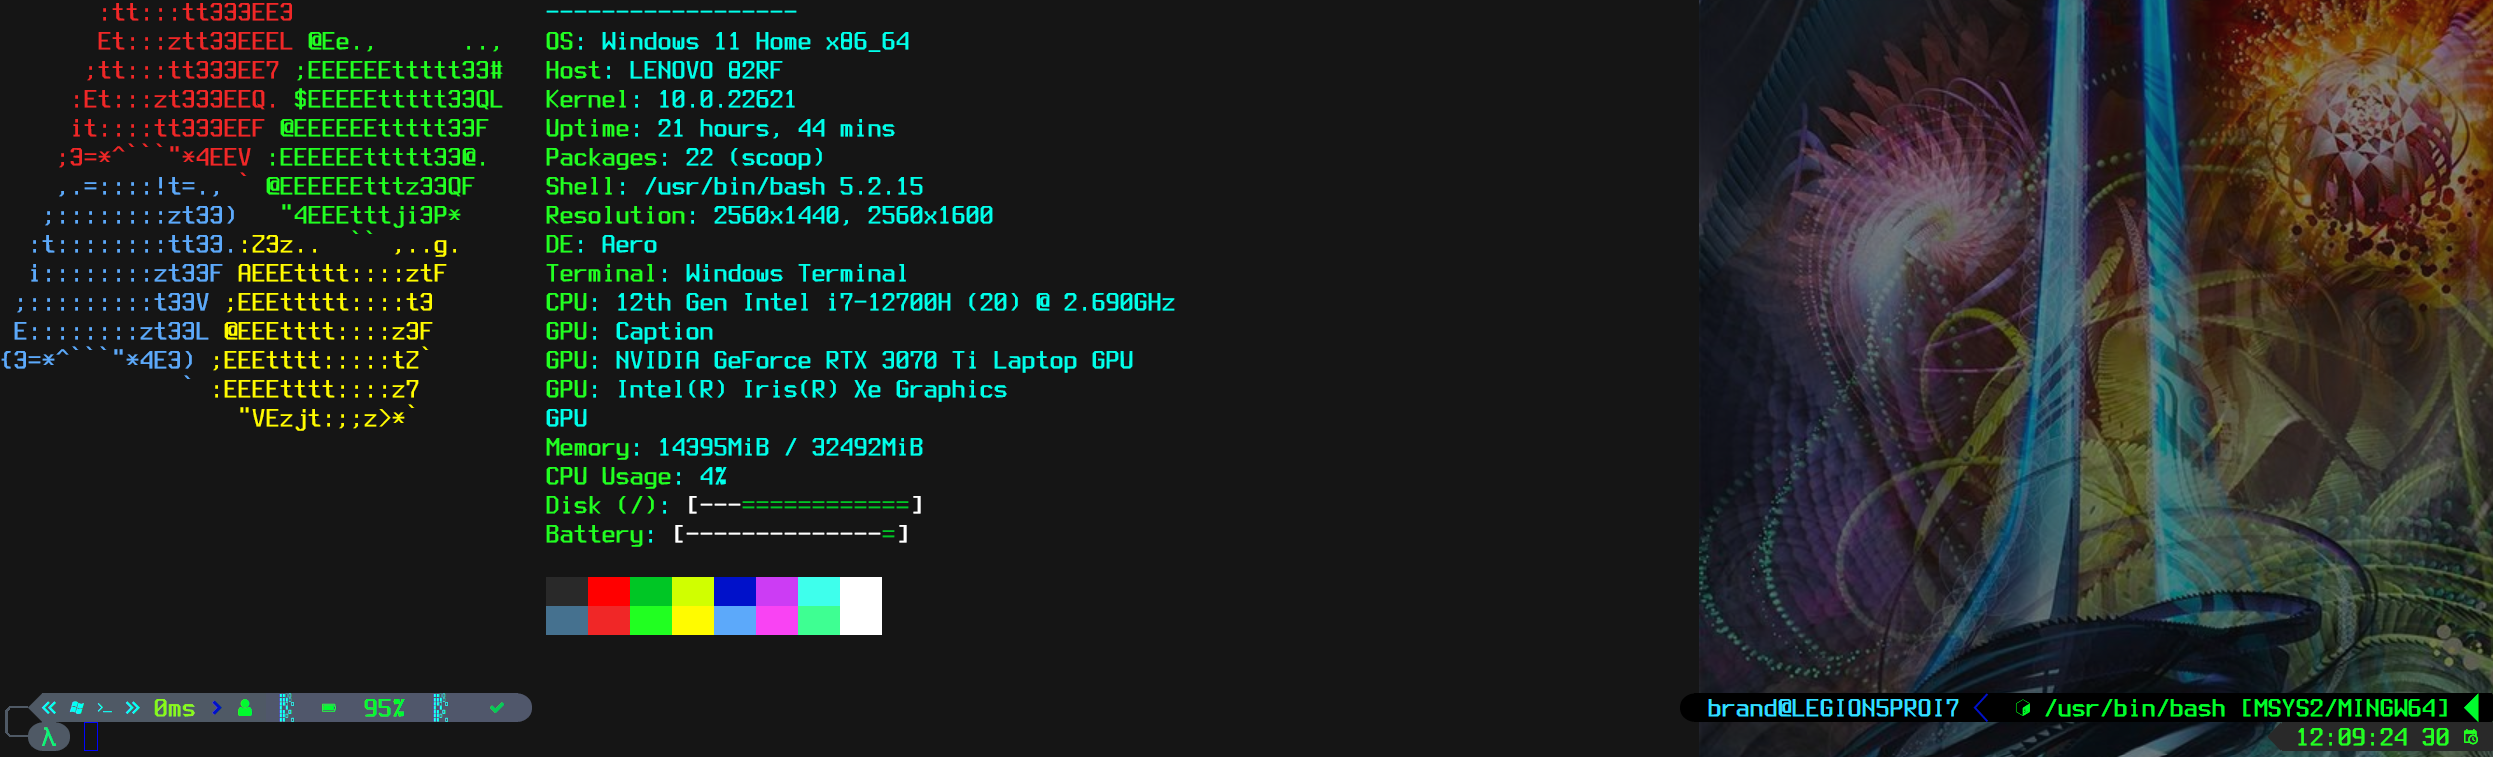 :tt:::tt333EE3                  ------------------
       Et:::ztt33EEEL @Ee.,      ..,   OS: Windows 11 Home x86_64
      ;tt:::tt333EE7 ;EEEEEEttttt33#   Host: LENOVO 82RF
     :Et:::zt333EEQ. $EEEEEttttt33QL   Kernel: 10.0.22621
     it::::tt333EEF @EEEEEEttttt33F    Uptime: 21 hours, 44 mins
    ;3=*^```"*4EEV :EEEEEEttttt33@.    Packages: 22 (scoop)
    ,.=::::!t=., ` @EEEEEEtttz33QF     Shell: /usr/bin/bash 5.2.15
   ;::::::::zt33)   "4EEEtttji3P*      Resolution: 2560x1440, 2560x1600
  :t::::::::tt33.:Z3z..  `` ,..g.      DE: Aero
  i::::::::zt33F AEEEtttt::::ztF       Terminal: Windows Terminal
 ;:::::::::t33V ;EEEttttt::::t3        CPU: 12th Gen Intel i7-12700H (20) @ 2.690GHz
 E::::::::zt33L @EEEtttt::::z3F        GPU: Caption
{3=*^```"*4E3) ;EEEtttt:::::tZ`        GPU: NVIDIA GeForce RTX 3070 Ti Laptop GPU
             ` :EEEEtttt::::z7         GPU: Intel(R) Iris(R) Xe Graphics
                 "VEzjt:;;z>*`         GPU
Memory: 14395MiB / 32492MiB
CPU Usage: 4%
Disk (/): [---============]
Battery: [--------------=]
« >_ » 0ms > 95% ✓ brand@LEGION5PROI7 /usr/bin/bash [MSYS2/MINGW64]
λ 12:09:24 30